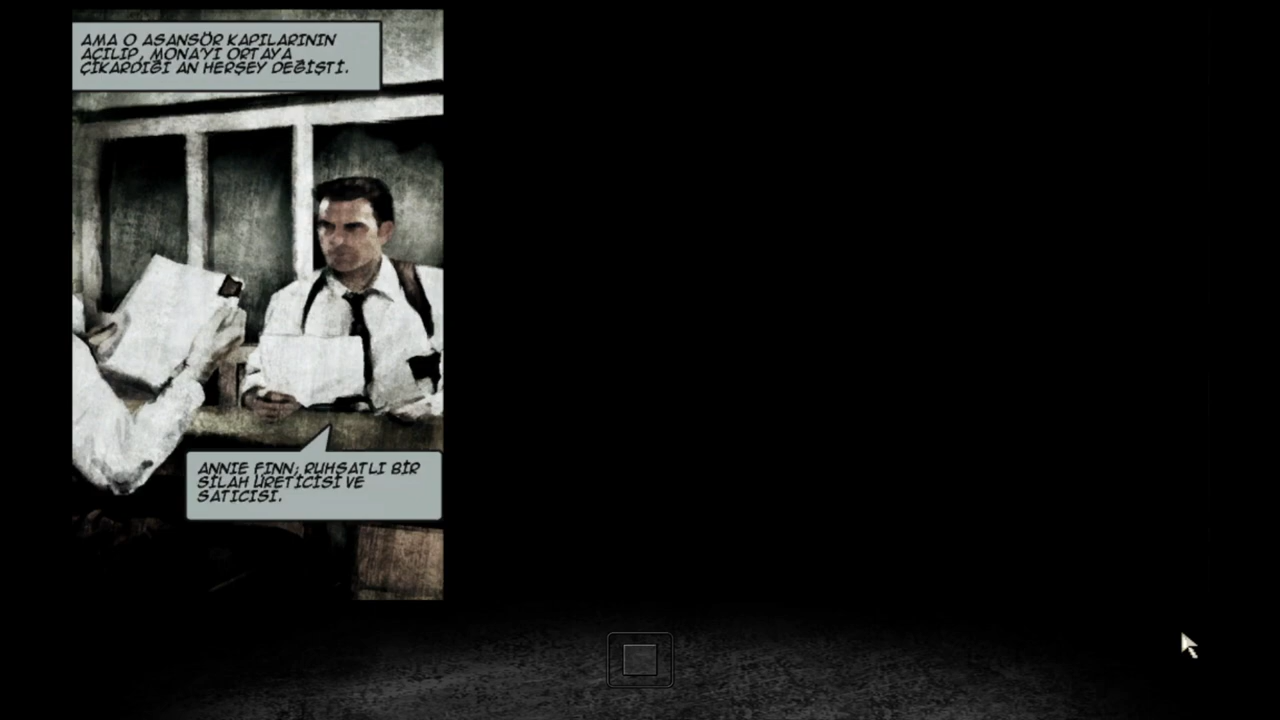 AMA O ASANSÖR KAPILARININ
AÇILIP, MONA'YI ORTAYA
ÇIKARDIĞI AN HERŞEY DEĞİŞTİ.
ANNIE FINN; RUHSATLI BİR
SİLAH ÜRETİCİSİ VE
SATICISI.